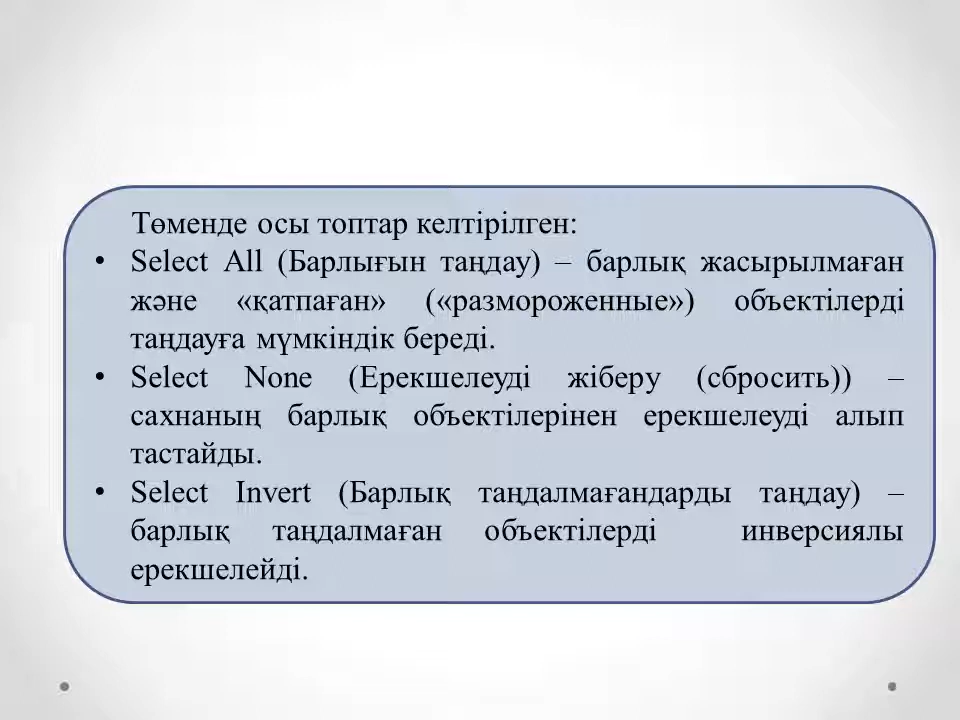 Төменде осы топтар келтірілген:
• Select All (Барлығын таңдау) – барлық жасырылмаған
және «қатпаған» («размороженные») объектілерді
таңдауға мүмкіндік береді.
• Select None (Ерекшелеуді жіберу (сбросить)) –
сахнаның барлық объектілерінен ерекшелеуді алып
тастайды.
• Select Invert (Барлық таңдалмағандарды таңдау) –
барлық таңдалмаған объектілерді инверсиялы
ерекшелейді.